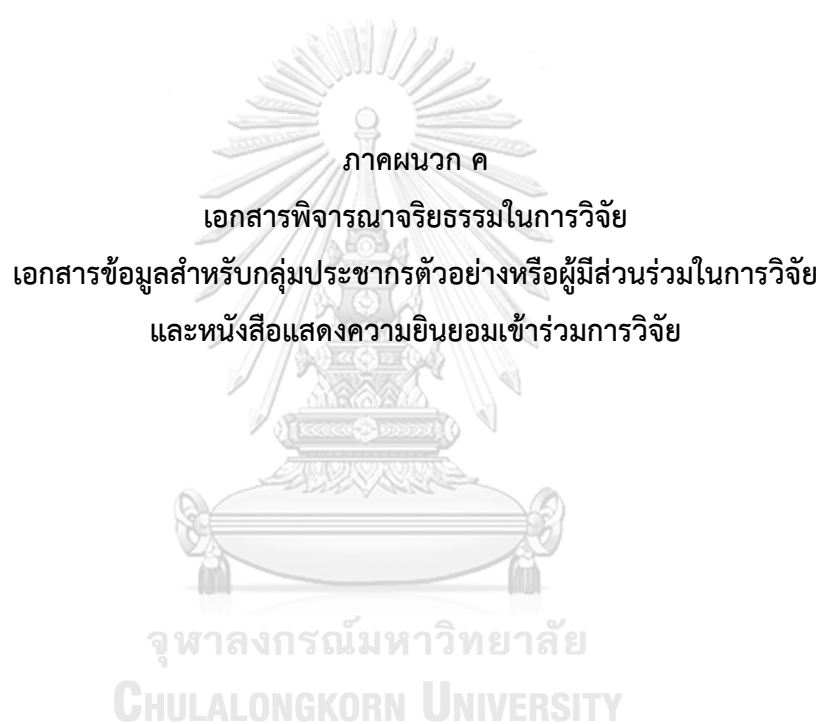 ภาคผนวก ค
เอกสารพิจารณาจริยธรรมในการวิจัย
เอกสารข้อมูลสำหรับกลุ่มประชากรตัวอย่างหรือผู้มีส่วนร่วมในการวิจัย
และหนังสือแสดงความยินยอมเข้าร่วมการวิจัย
จุฬาลงกรณ์มหาวิทยาลัย
CHULALONGKORN UNIVERSITY